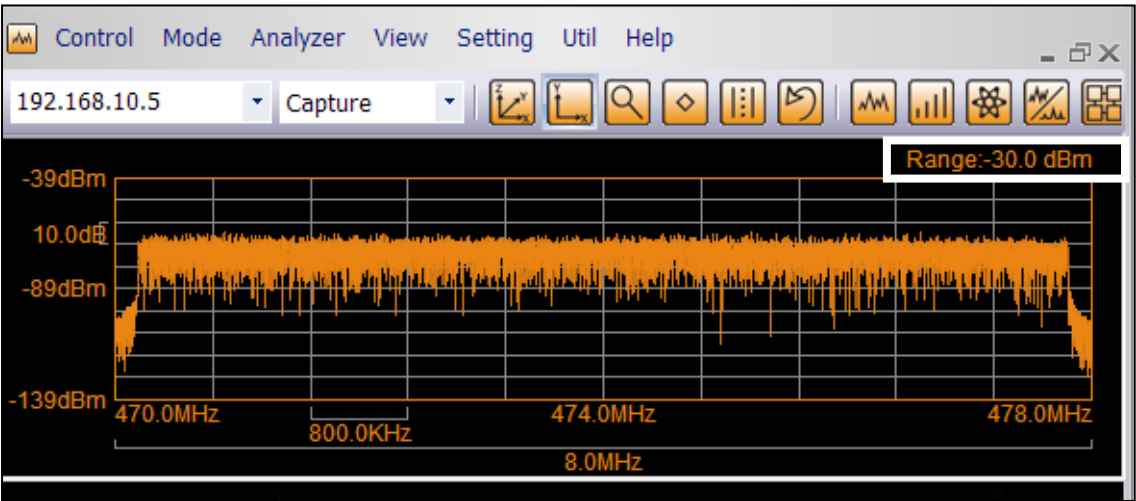 Control Mode Analyzer View Setting Util Help
192.168.10.5 Capture
Z Y X Y X
Range:-30.0 dBm
-39dBm
10.0dB
-89dBm
-139dBm
470.0MHz 474.0MHz 478.0MHz
800.0KHz
8.0MHz